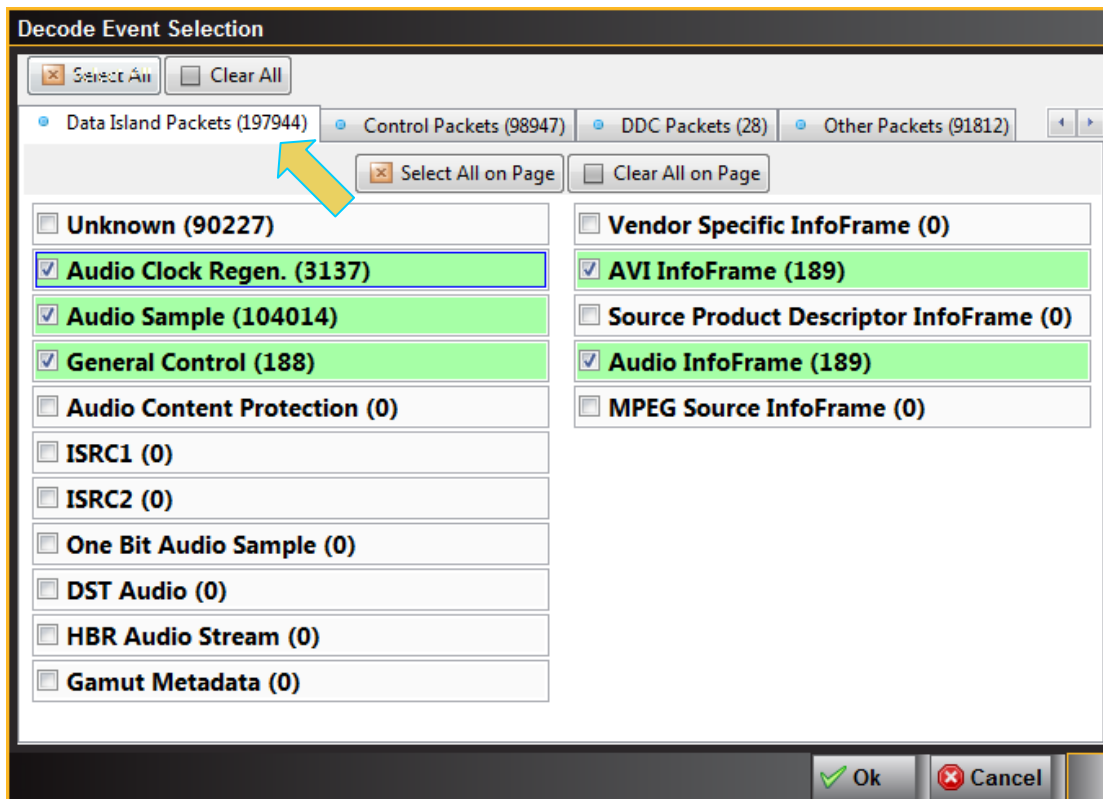 Decode Event Selection
Select All Clear All
Data Island Packets (197944) Control Packets (98947) DDC Packets (28) Other Packets (91812)
Select All on Page Clear All on Page
Unknown (90227)
Audio Clock Regen. (3137)
Audio Sample (104014)
General Control (188)
Audio Content Protection (0)
ISRC1 (0)
ISRC2 (0)
One Bit Audio Sample (0)
DST Audio (0)
HBR Audio Stream (0)
Gamut Metadata (0)
Vendor Specific InfoFrame (0)
AVI InfoFrame (189)
Source Product Descriptor InfoFrame (0)
Audio InfoFrame (189)
MPEG Source InfoFrame (0)
Ok Cancel